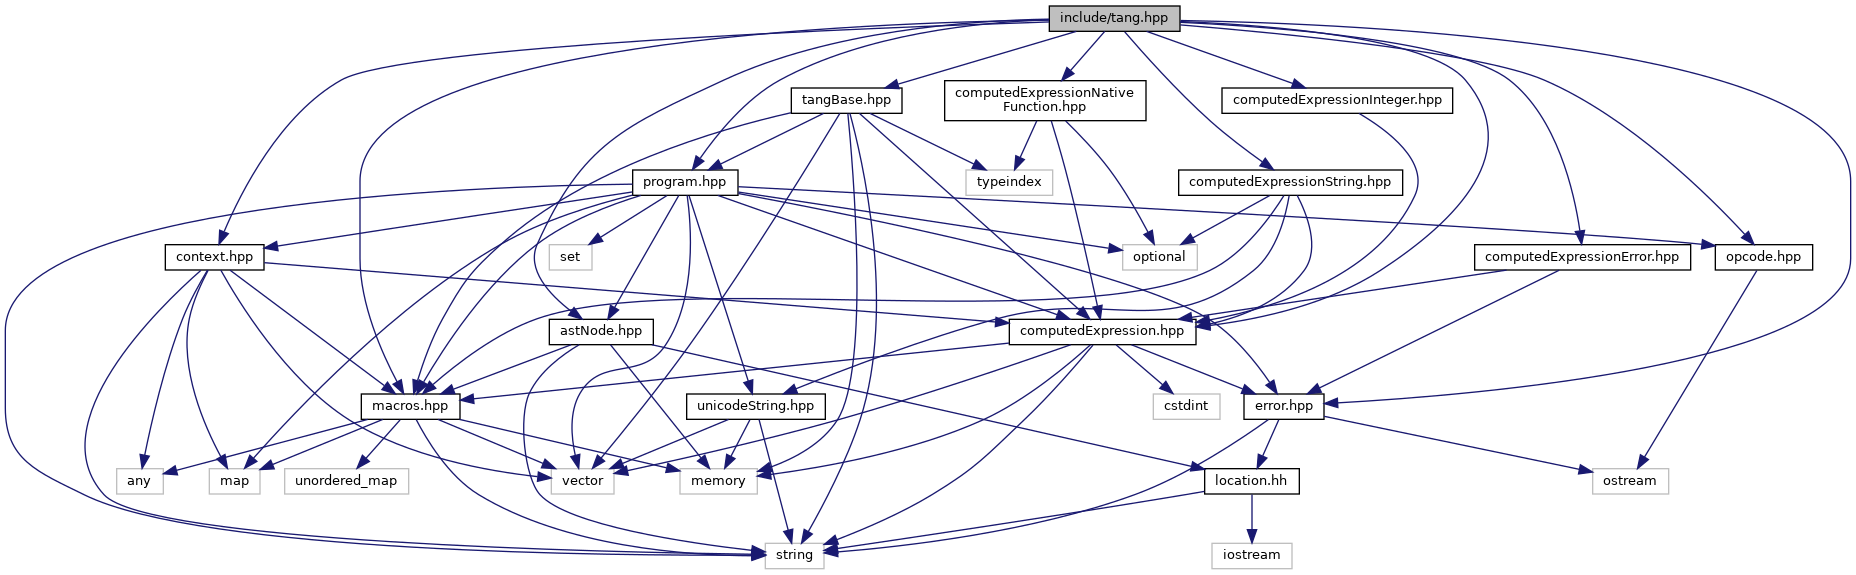 include/tang.hpp
tangBase.hpp
computedExpressionNative
Function.hpp
computedExpressionInteger.hpp
program.hpp
typeindex
computedExpressionString.hpp
context.hpp
set
optional
computedExpressionError.hpp
opcode.hpp
astNode.hpp
computedExpression.hpp
macros.hpp
unicodeString.hpp
cstdint
error.hpp
any
map
unordered_map
vector
memory
location.hh
ostream
string
iostream